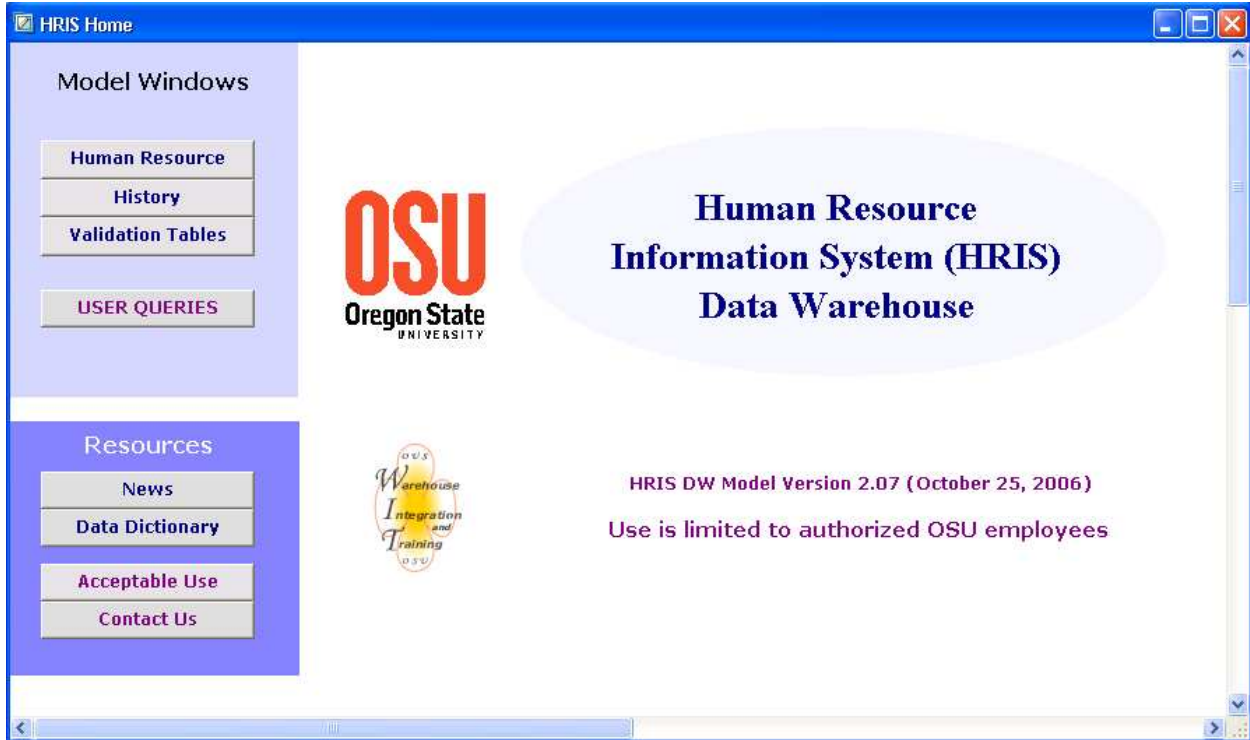 HRIS Home
Model Windows
Human Resource
History
Validation Tables
USER QUERIES
Resources
News
Data Dictionary
Acceptable Use
Contact Us
OSU
Oregon State
UNIVERSITY
Human Resource
Information System (HRIS)
Data Warehouse
OUS
Warehouse
Integration
and
Training
OSU
HRIS DW Model Version 2.07 (October 25, 2006)
Use is limited to authorized OSU employees